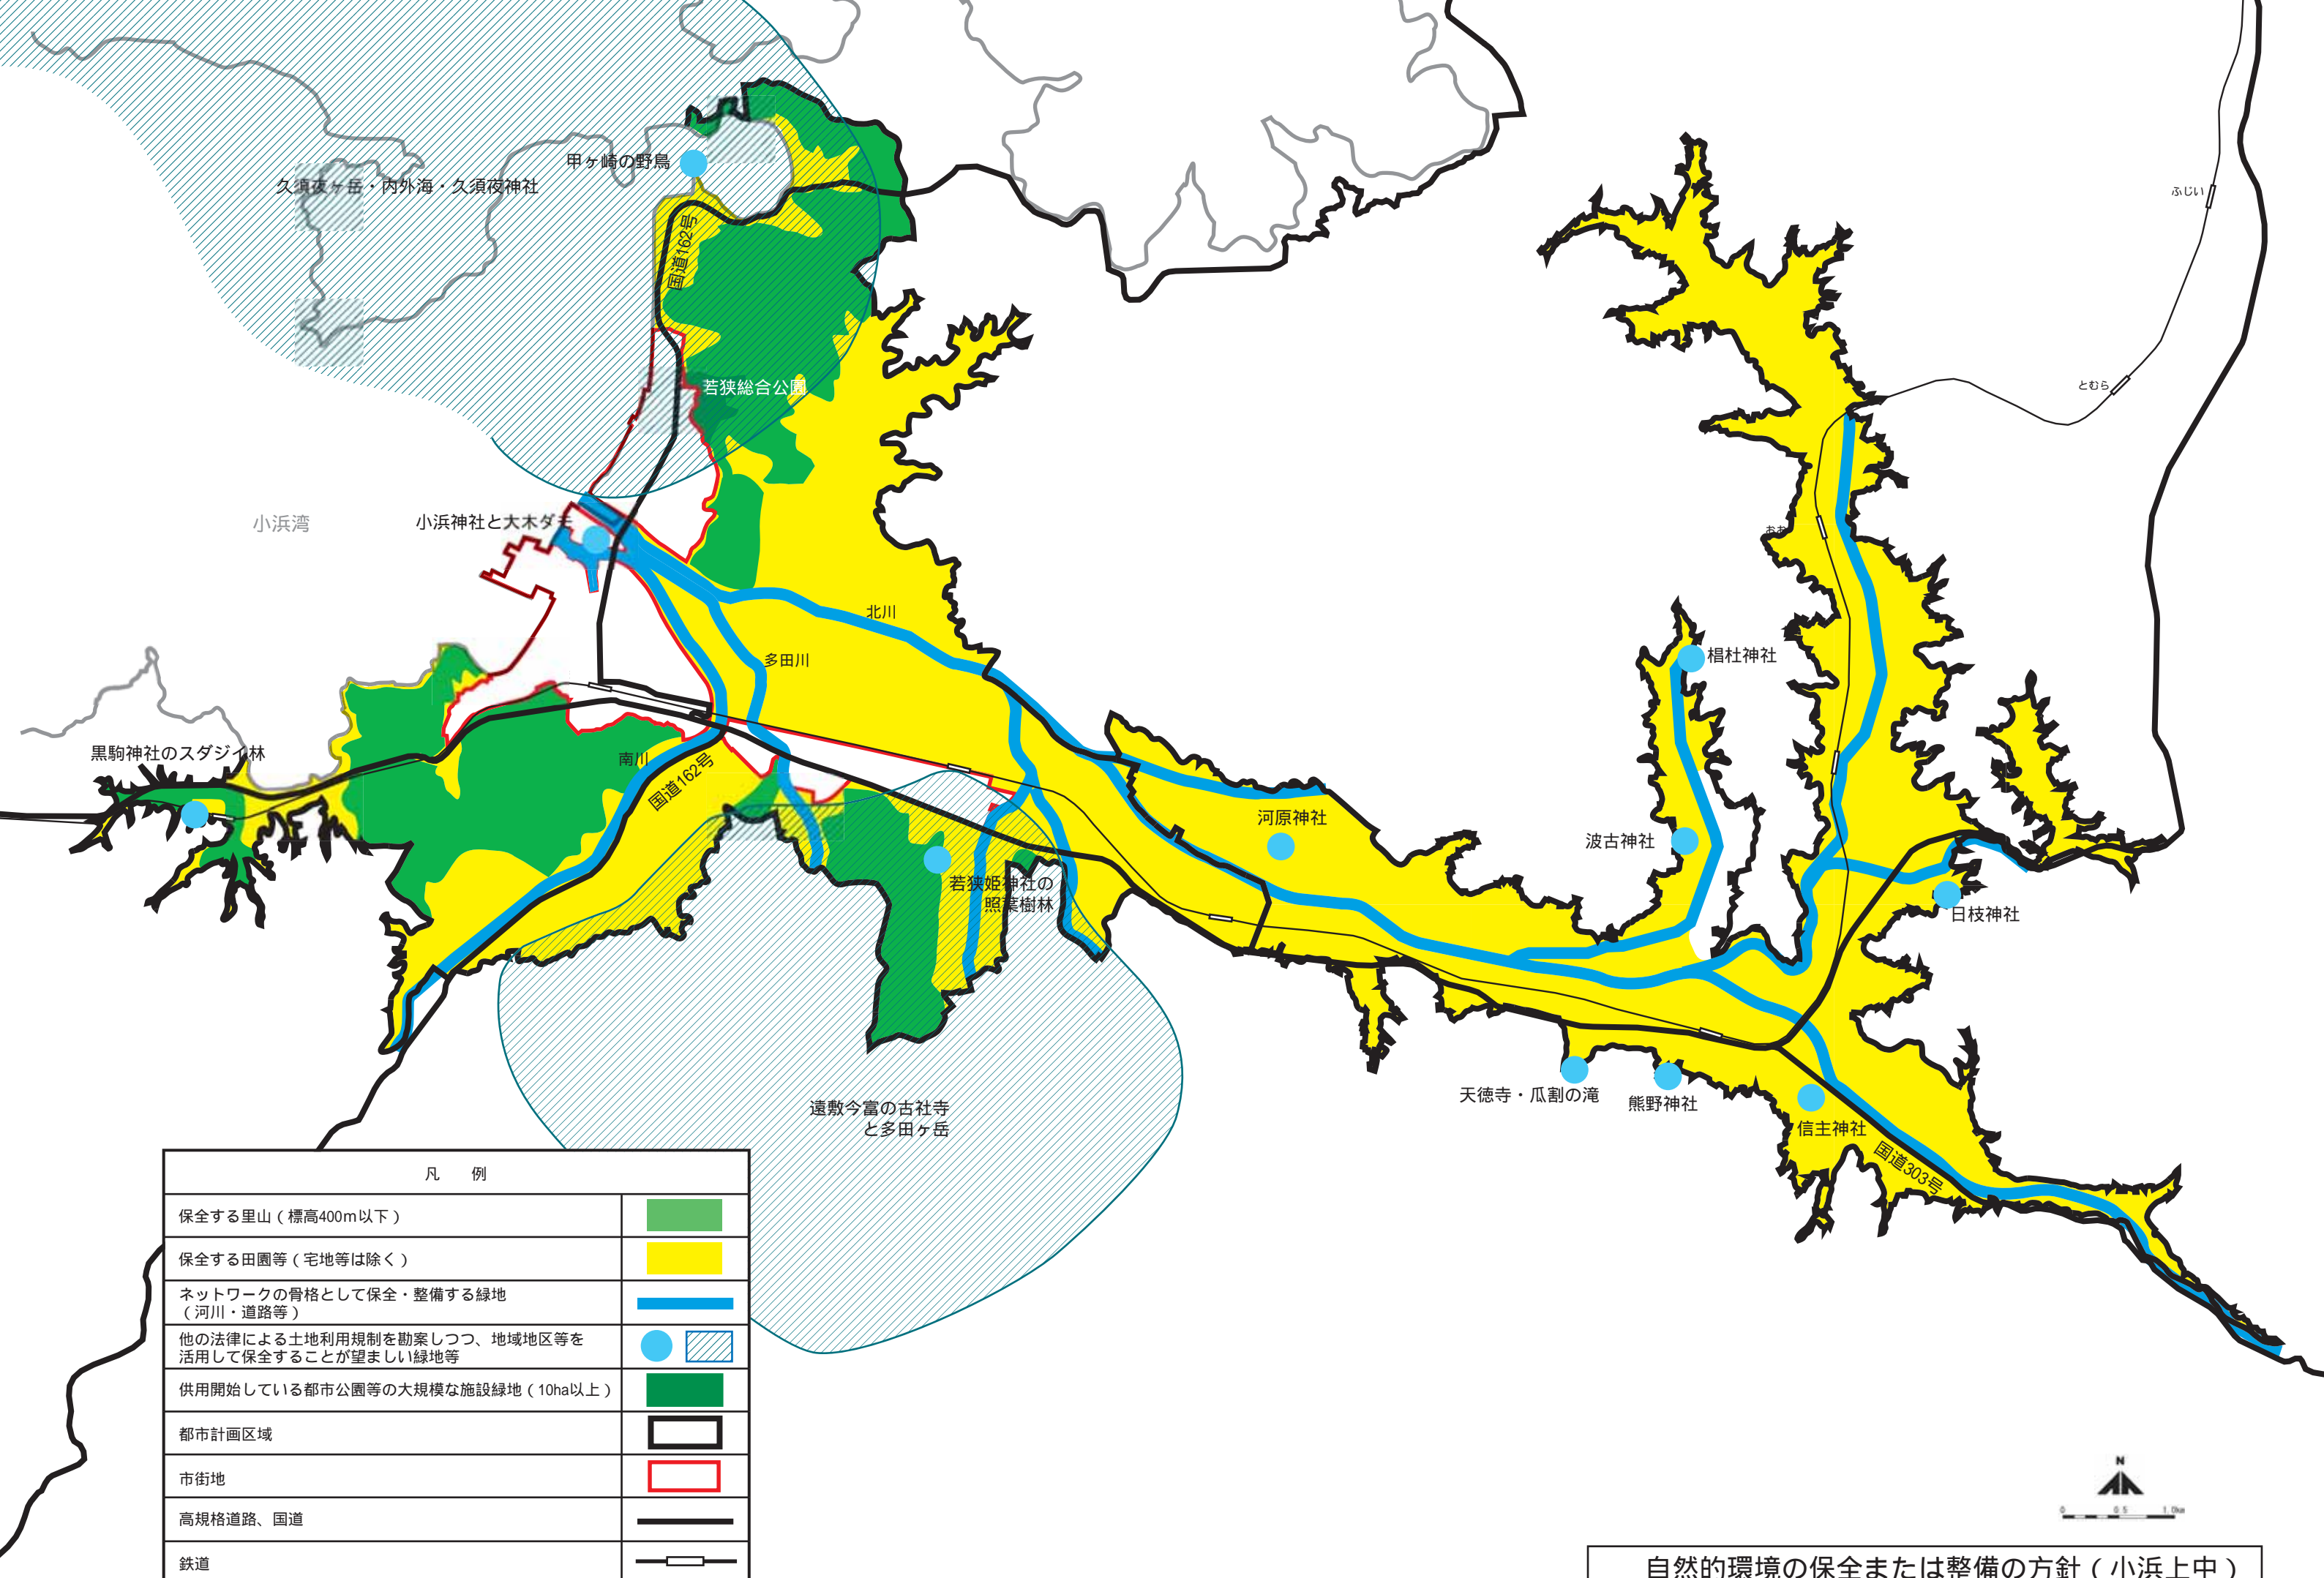 甲ヶ崎の野鳥
久須夜ヶ岳・内外海・久須夜神社
国道162号
ふじい
とむら
若狭総合公園
小浜湾
小浜神社と大木ダモ
北川
多田川
椙杜神社
黒駒神社のスダジイ林
南川
国道162号
河原神社
波古神社
若狭姫神社の
照葉樹林
日枝神社
天徳寺・瓜割の滝
熊野神社
信主神社
遠敷今富の古社寺
と多田ヶ岳
国道303号
凡　例
保全する里山（標高400m以下）
保全する田園等（宅地等は除く）
ネットワークの骨格として保全・整備する緑地
（河川・道路等）
他の法律による土地利用規制を勘案しつつ、地域地区等を
活用して保全することが望ましい緑地等
供用開始している都市公園等の大規模な施設緑地（10ha以上）
都市計画区域
市街地
高規格道路、国道
鉄道
N
0 0.5 1.0km
自然的環境の保全または整備の方針（小浜上中）